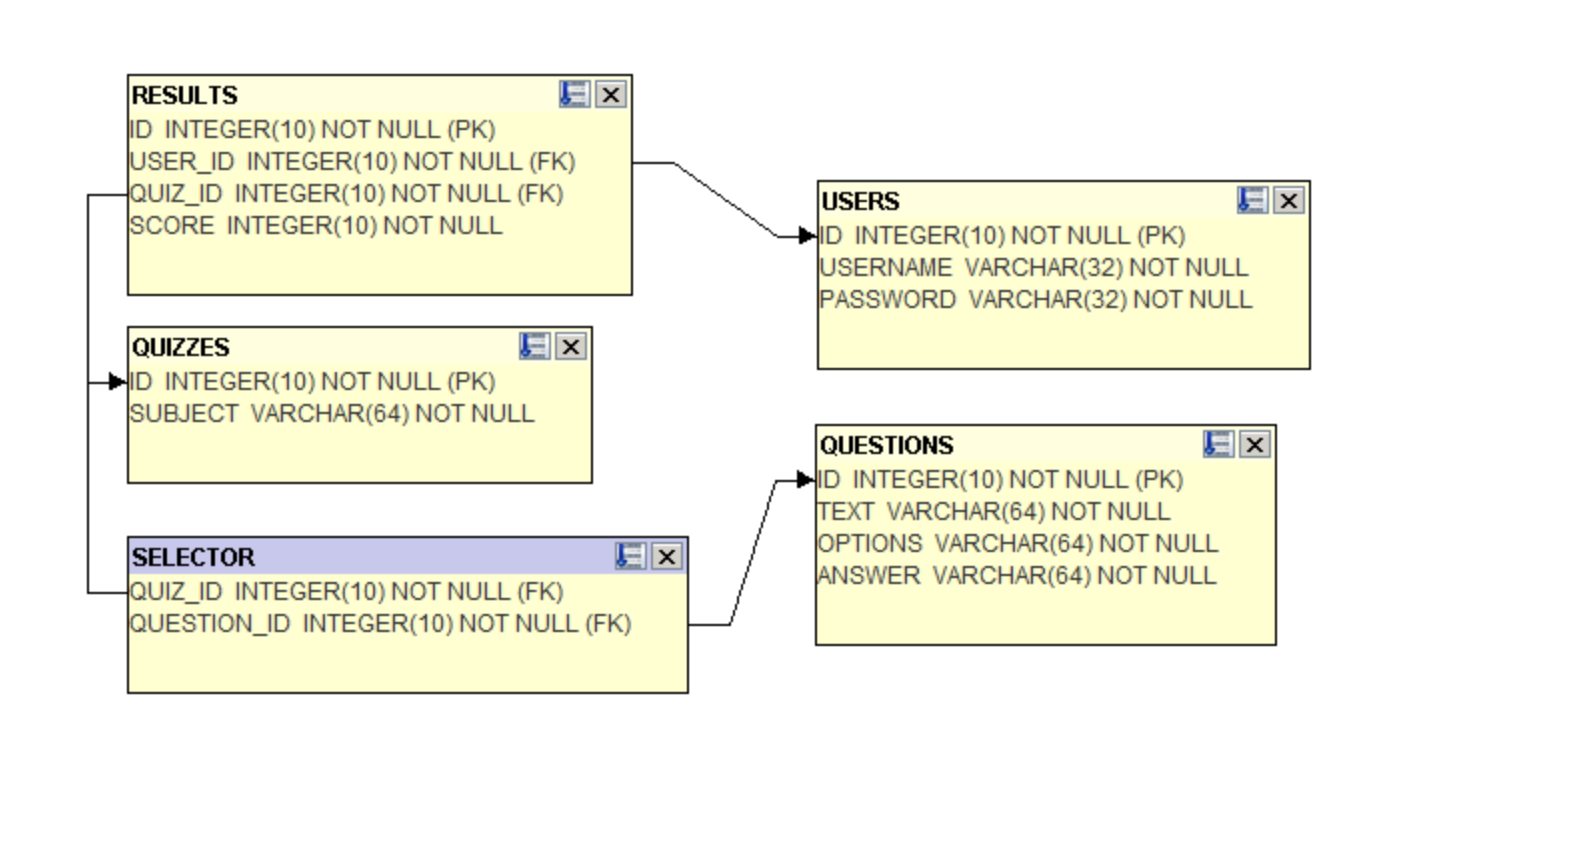 RESULTS
ID INTEGER(10) NOT NULL (PK)
USER_ID INTEGER(10) NOT NULL (FK)
QUIZ_ID INTEGER(10) NOT NULL (FK)
SCORE INTEGER(10) NOT NULL
USERS
ID INTEGER(10) NOT NULL (PK)
USERNAME VARCHAR(32) NOT NULL
PASSWORD VARCHAR(32) NOT NULL
QUIZZES
ID INTEGER(10) NOT NULL (PK)
SUBJECT VARCHAR(64) NOT NULL
QUESTIONS
ID INTEGER(10) NOT NULL (PK)
TEXT VARCHAR(64) NOT NULL
OPTIONS VARCHAR(64) NOT NULL
ANSWER VARCHAR(64) NOT NULL
SELECTOR
QUIZ_ID INTEGER(10) NOT NULL (FK)
QUESTION_ID INTEGER(10) NOT NULL (FK)